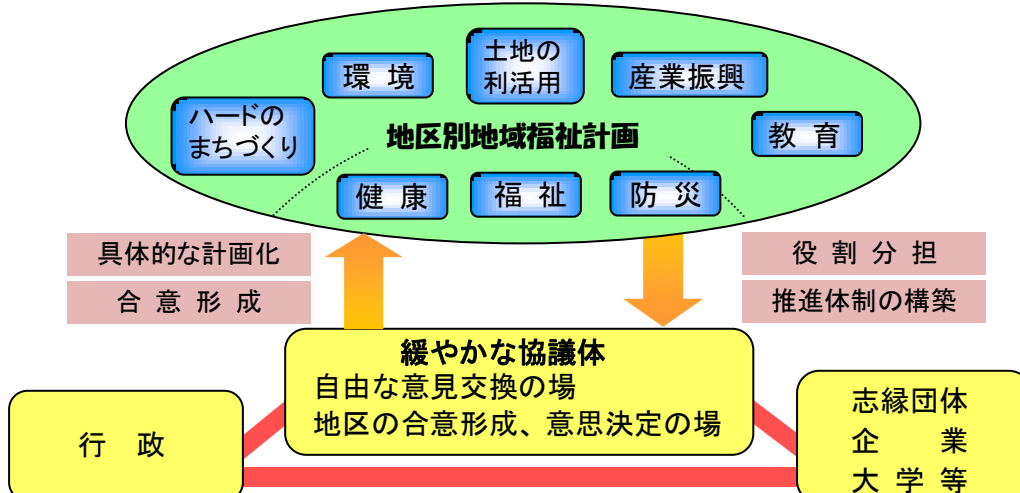 土地の
利活用
環 境
産業振興
ハードの
まちづくり
地区別地域福祉計画
教 育
健 康
福 祉
防 災
具体的な計画化
合 意 形 成
役 割 分 担
推進体制の構築
緩やかな協議体
自由な意見交換の場
地区の合意形成、意思決定の場
行 政
志縁団体
企 業
大 学 等